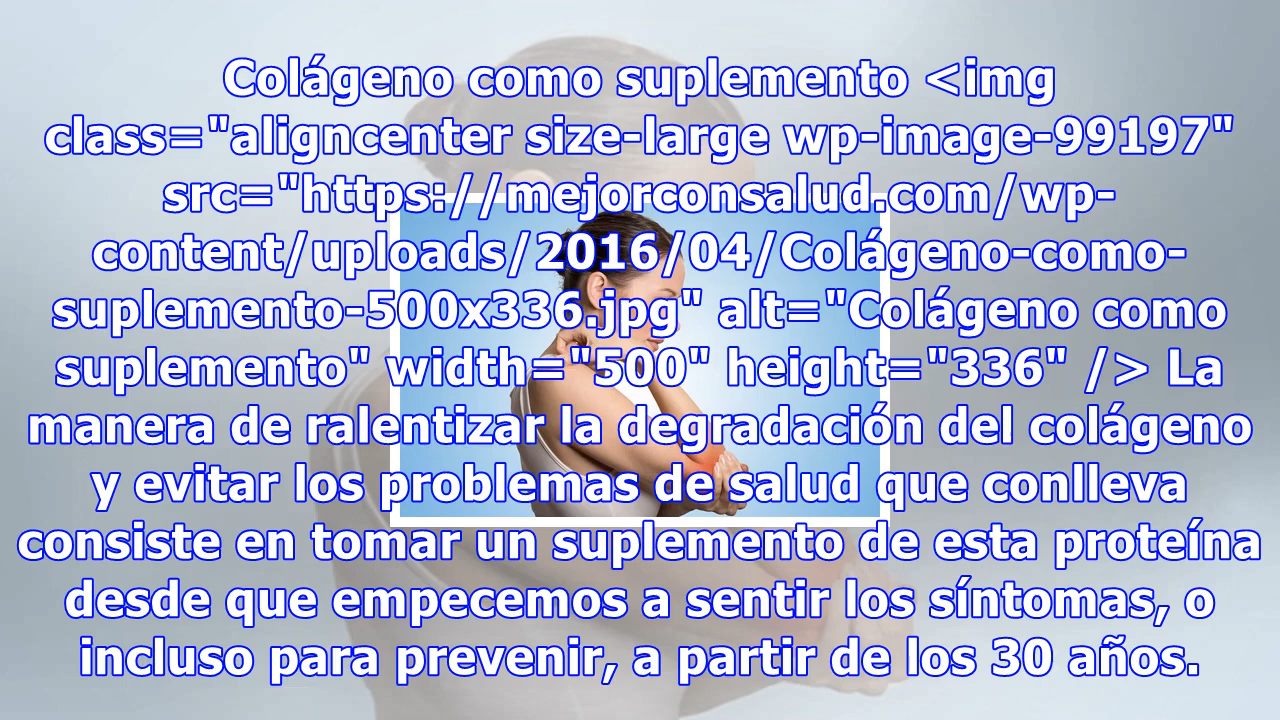 Colágeno como suplemento <img
class="aligncenter size-large wp-image-99197"
src="https://mejorconsalud.com/wp-
content/uploads/2016/04/Colágeno-como-
suplemento-500x336.jpg" alt="Colágeno como
suplemento" width="500" height="336" /> La
manera de ralentizar la degradación del colágeno
y evitar los problemas de salud que conlleva
consiste en tomar un suplemento de esta proteína
desde que empecemos a sentir los síntomas, o
incluso para prevenir, a partir de los 30 años.